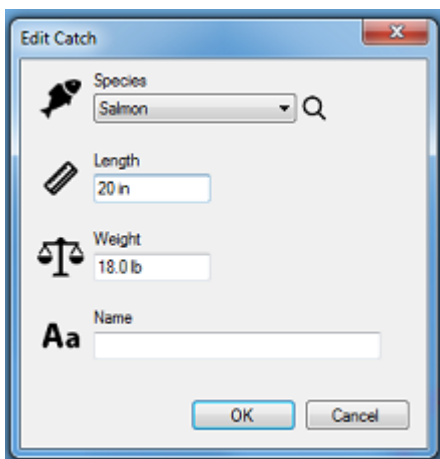 Edit Catch
Species
Salmon
Length
20 in
Weight
18.0 lb
Aa
Name
OK
Cancel